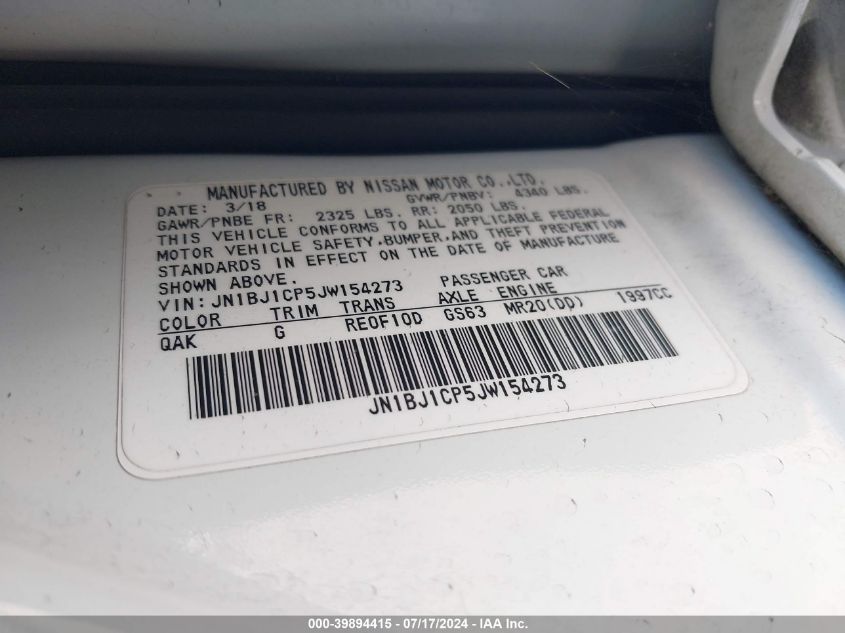 MANUFACTURED BY NISSAN MOTOR CO.,LTD.
DATE: 3/18 GVWR/PNBV: 4340 LBS.
GAWR/PNBE FR: 2325 LBS. RR: 2050 LBS.
THIS VEHICLE CONFORMS TO ALL APPLICABLE FEDERAL
MOTOR VEHICLE SAFETY,BUMPER,AND THEFT PREVENTION
STANDARDS IN EFFECT ON THE DATE OF MANUFACTURE
SHOWN ABOVE.
VIN: JN1BJ1CP5JW154273 PASSENGER CAR
COLOR TRIM TRANS AXLE ENGINE
QAK G RE0F10D GS63 MR20(DD) 1997CC
JN1BJ1CP5JW154273
000-39894415 - 07/17/2024 - IAA Inc.